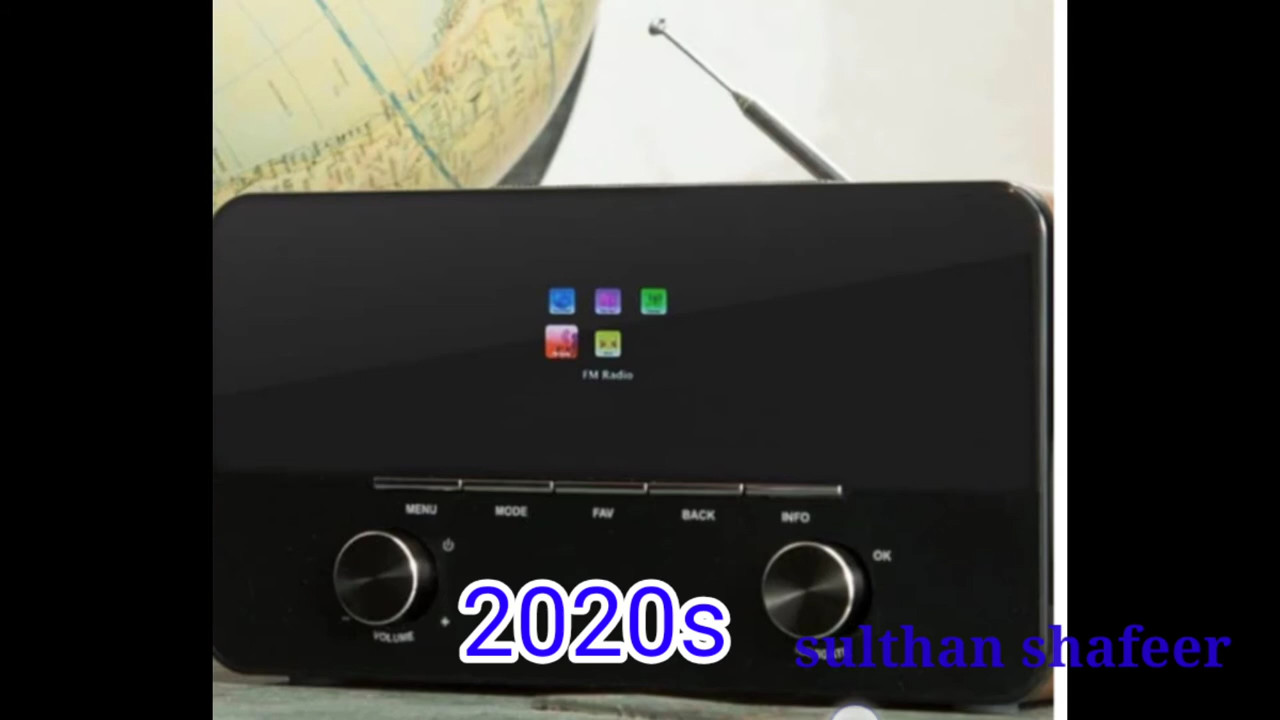 FM Radio
MENU MODE FAV BACK INFO
OK
VOLUME
2020s
sulthan shafeer